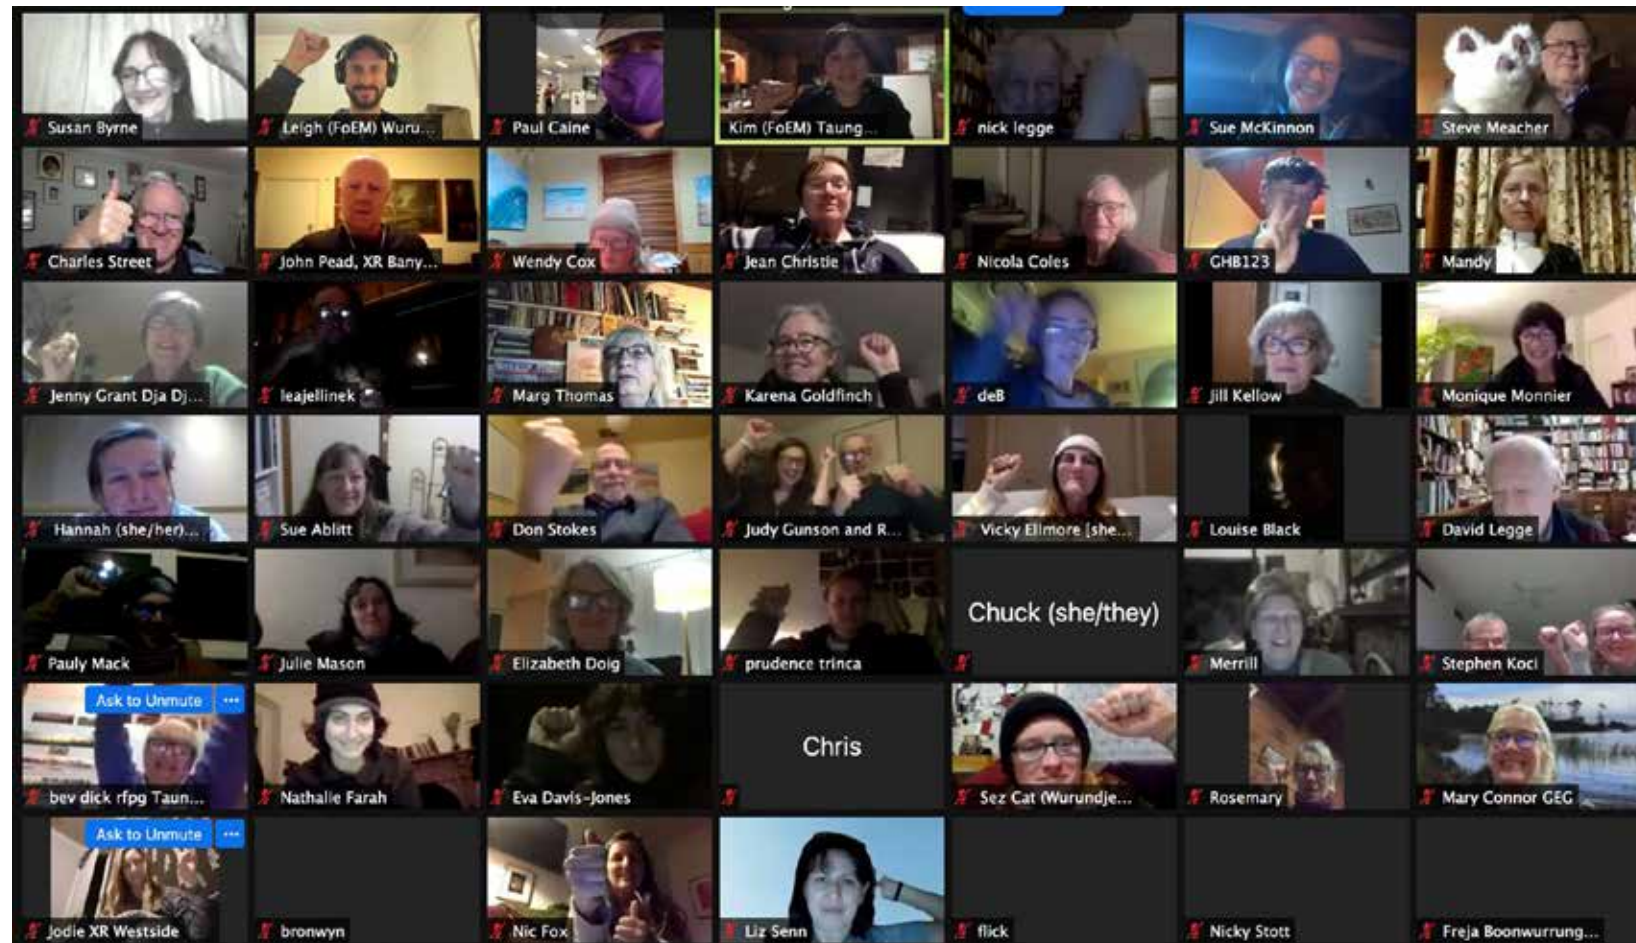 Susan Byrne
Leigh (FoEM) Wuru...
Paul Caine
Kim (FoEM) Taung...
nick legge
Sue McKinnon
Steve Meacher
Charles Street
John Pead, XR Bany...
Wendy Cox
Jean Christie
Nicola Coles
GHB123
Mandy
Jenny Grant Dja Dj...
leajellinek
Marg Thomas
Karena Goldfinch
deB
Jill Kellow
Monique Monnier
Hannah (she/her)...
Sue Ablitt
Don Stokes
Judy Gunson and R...
Vicky Ellmore [she...
Louise Black
David Legge
Pauly Mack
Julie Mason
Elizabeth Doig
prudence trinca
Chuck (she/they)
Merrill
Stephen Koci
Ask to Unmute ...
bev dick rfpg Taun...
Nathalie Farah
Eva Davis-Jones
Chris
Sez Cat (Wurundje...
Rosemary
Mary Connor GEG
Ask to Unmute ...
Jodie XR Westside
bronwyn
Nic Fox
Liz Senn
flick
Nicky Stott
Freja Boonwurrung...